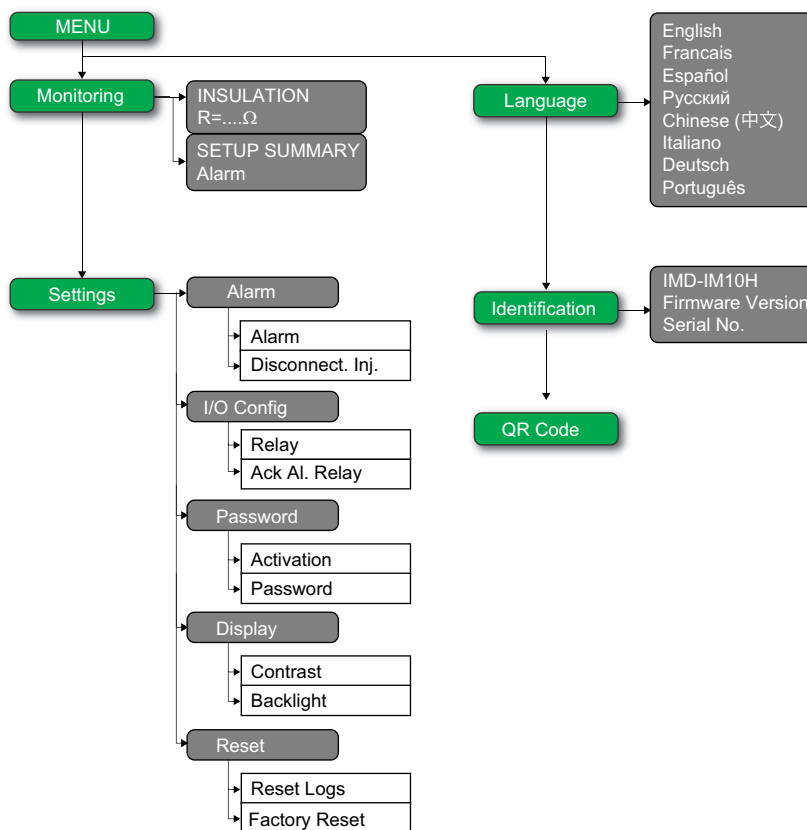 MENU
Monitoring
INSULATION
R=....Ω
SETUP SUMMARY
Alarm
Settings
Alarm
Alarm
Disconnect. Inj.
I/O Config
Relay
Ack Al. Relay
Password
Activation
Password
Display
Contrast
Backlight
Reset
Reset Logs
Factory Reset
Language
English
Francais
Español
Русский
Chinese (中文)
Italiano
Deutsch
Português
Identification
IMD-IM10H
Firmware Version
Serial No.
QR Code